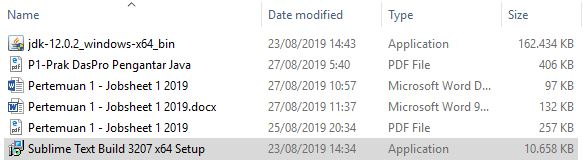 Name Date modified Type Size
jdk-12.0.2_windows-x64_bin 23/08/2019 14:43 Application 162.434 KB
P1-Prak DasPro Pengantar Java 27/08/2019 5:40 PDF File 406 KB
Pertemuan 1 - Jobsheet 1 2019 27/08/2019 10:57 Microsoft Word D... 97 KB
Pertemuan 1 - Jobsheet 1 2019.docx 27/08/2019 11:37 Microsoft Word D... 132 KB
Pertemuan 1 - Jobsheet 1 2019 25/08/2019 20:34 PDF File 257 KB
Sublime Text Build 3207 x64 Setup 23/08/2019 14:34 Application 10.658 KB